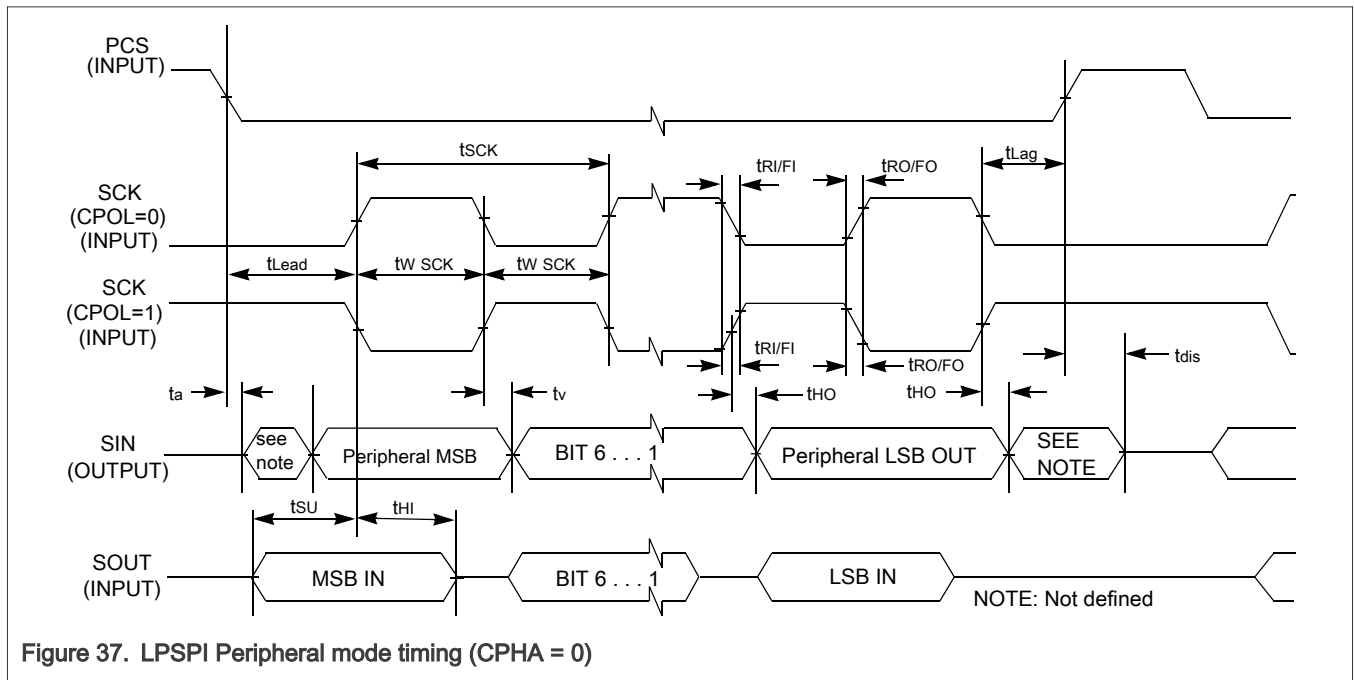 PCS
(INPUT)
tSCK
tRI/FI
tRO/FO
tLag
SCK
(CPOL=0)
(INPUT)
tLead
tW SCK
tW SCK
SCK
(CPOL=1)
(INPUT)
tRI/FI
tRO/FO
tdis
ta
tv
tHO
tHO
SIN
(OUTPUT)
see
note
Peripheral MSB
BIT 6 . . . 1
Peripheral LSB OUT
SEE
NOTE
tSU
tHI
SOUT
(INPUT)
MSB IN
BIT 6 . . . 1
LSB IN
NOTE: Not defined
Figure 37. LPSPI Peripheral mode timing (CPHA = 0)